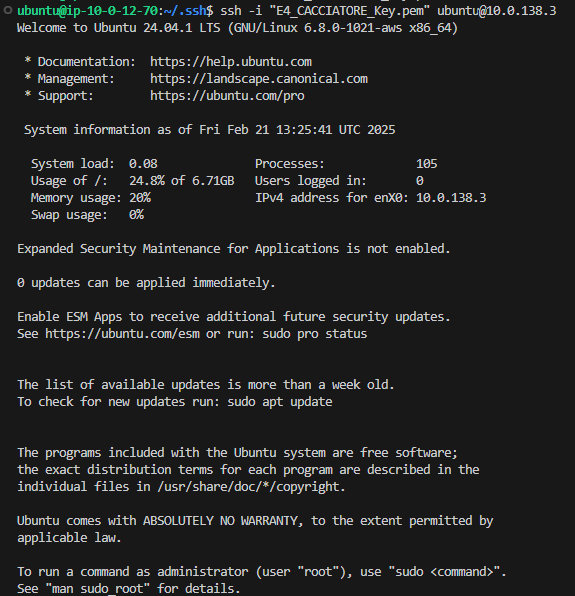 ubuntu@ip-10-0-12-70:~/.ssh$ ssh -i "E4_CACCIATORE_Key.pem" ubuntu@10.0.138.3
Welcome to Ubuntu 24.04.1 LTS (GNU/Linux 6.8.0-1021-aws x86_64)
* Documentation: https://help.ubuntu.com
* Management: https://landscape.canonical.com
* Support: https://ubuntu.com/pro
System information as of Fri Feb 21 13:25:41 UTC 2025
System load: 0.08 Processes: 105
Usage of /: 24.8% of 6.71GB Users logged in: 0
Memory usage: 20% IPv4 address for enX0: 10.0.138.3
Swap usage: 0%
Expanded Security Maintenance for Applications is not enabled.
0 updates can be applied immediately.
Enable ESM Apps to receive additional future security updates.
See https://ubuntu.com/esm or run: sudo pro status
The list of available updates is more than a week old.
To check for new updates run: sudo apt update
The programs included with the Ubuntu system are free software;
the exact distribution terms for each program are described in the
individual files in /usr/share/doc/*/copyright.
Ubuntu comes with ABSOLUTELY NO WARRANTY, to the extent permitted by
applicable law.
To run a command as administrator (user "root"), use "sudo <command>".
See "man sudo_root" for details.